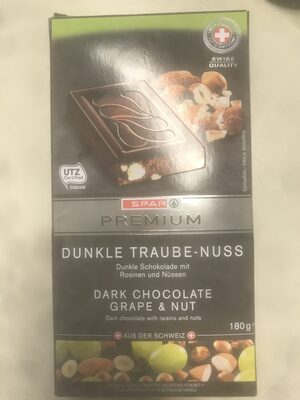 SWISS
QUALITY
UTZ
Certified
cocoa
SPAR
PREMIUM
DUNKLE TRAUBE-NUSS
Dunkle Schokolade mit
Rosinen und Nüssen
DARK CHOCOLATE
GRAPE & NUT
Dark chocolate with raisins and nuts
180g
AUS DER SCHWEIZ